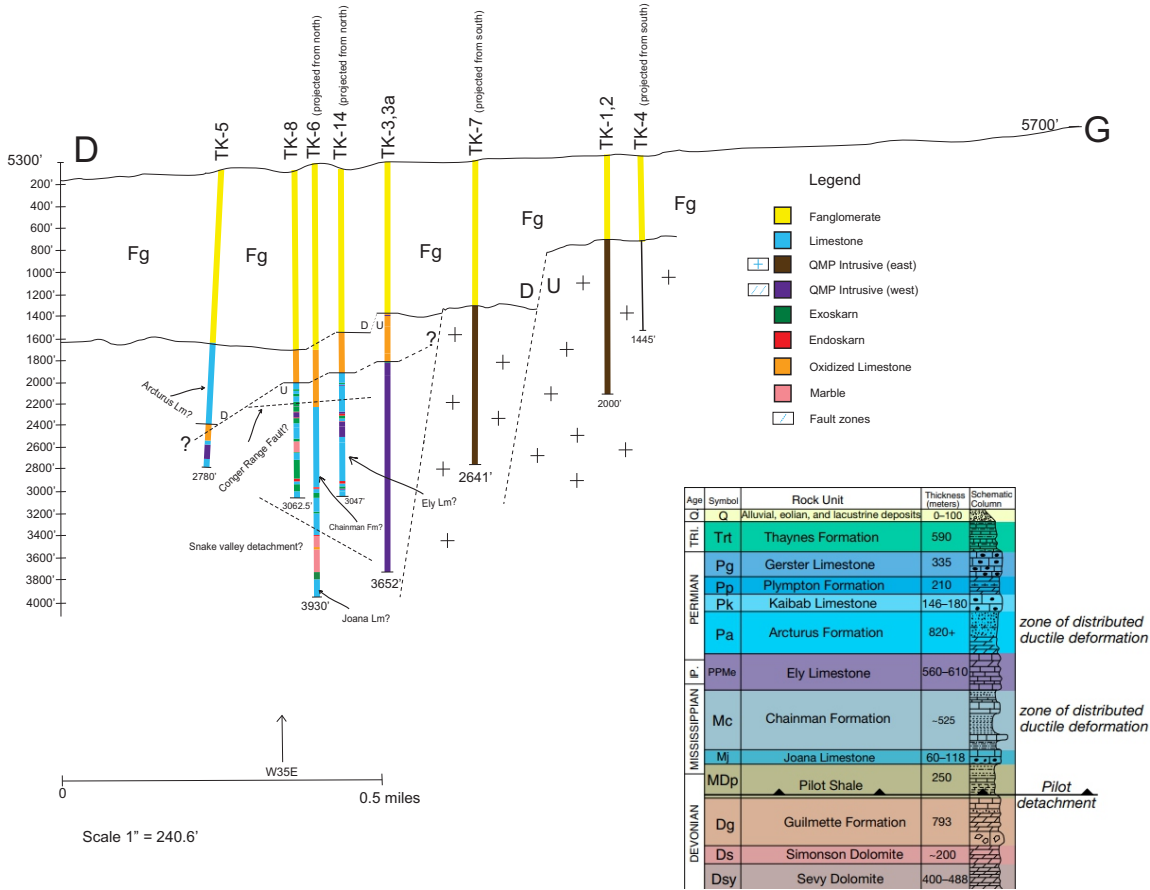 TK-5
TK-8
TK-6 (projected from north)
TK-14 (projected from north)
TK-3,3a
TK-7 (projected from south)
TK-1,2
TK-4 (projected from south)
D
G
5300’
5700’
200’
400’
600’
800’
1000’
1200’
1400’
1600’
1800’
2000’
2200’
2400’
2600’
2800’
3000’
3200’
3400’
3600’
3800’
4000’
Fg
Fg
Fg
Fg
Fg
D
U
D
U
U
D
?
?
Arcturus Lm?
Conger Range Fault?
Snake valley detachment?
Chainman Fm?
Ely Lm?
Joana Lm?
2780’
3062.5’
3930’
3047’
3652’
2641’
2000’
1445’
Legend
Fanglomerate
Limestone
QMP Intrusive (east)
QMP Intrusive (west)
Exoskarn
Endoskarn
Oxidized Limestone
Marble
Fault zones
W35E
0
0.5 miles
Scale 1” = 240.6’
Age Symbol Rock Unit Thickness (meters) Schematic Column
Q. Q Alluvial, eolian, and lacustrine deposits 0–100
TRI. Trt Thaynes Formation 590
PERMIAN
Pg Gerster Limestone 335
Pp Plympton Formation 210
Pk Kaibab Limestone 146–180
Pa Arcturus Formation 820+
zone of distributed
ductile deformation
IP. PPMe Ely Limestone 560–610
MISSISSIPPIAN
Mc Chainman Formation ~525
zone of distributed
ductile deformation
Mj Joana Limestone 60–118
MDp Pilot Shale 250
Pilot
detachment
DEVONIAN
Dg Guilmette Formation 793
Ds Simonson Dolomite ~200
Dsy Sevy Dolomite 400–488